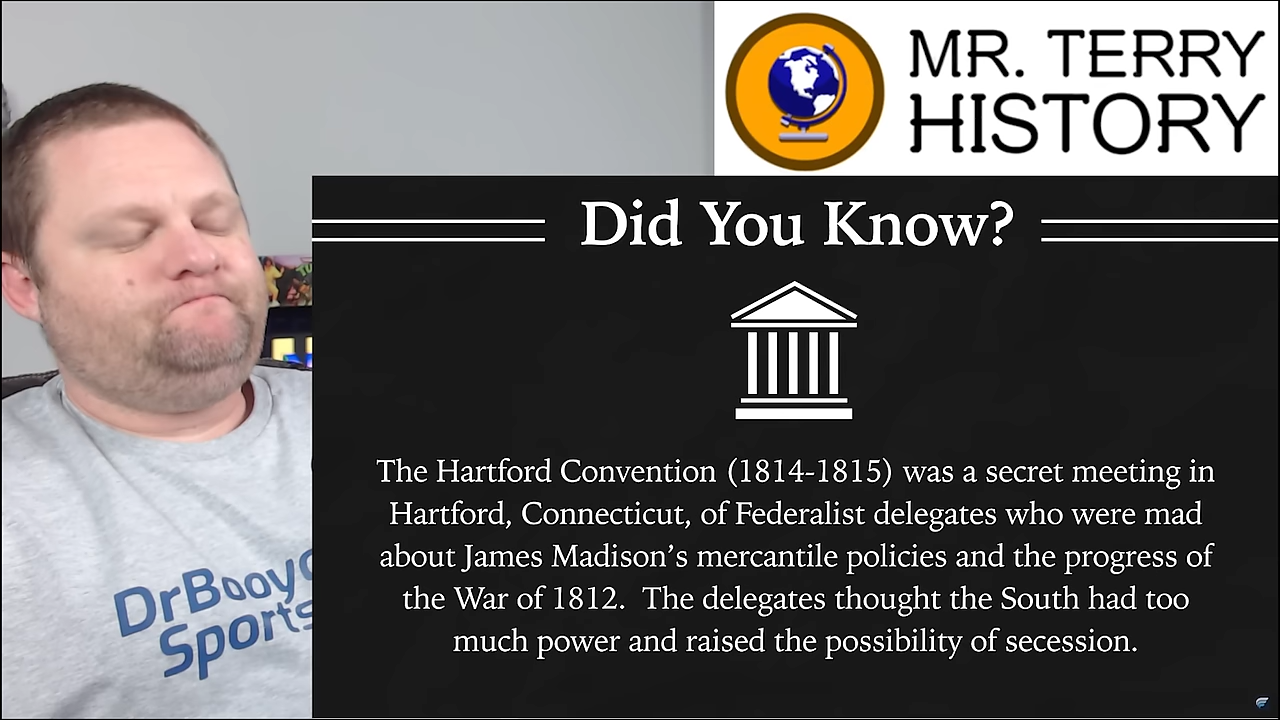 MR. TERRY
HISTORY
Did You Know?
The Hartford Convention (1814-1815) was a secret meeting in
Hartford, Connecticut, of Federalist delegates who were mad
about James Madison's mercantile policies and the progress of
the War of 1812.  The delegates thought the South had too
much power and raised the possibility of secession.
DrBooyo
Sports